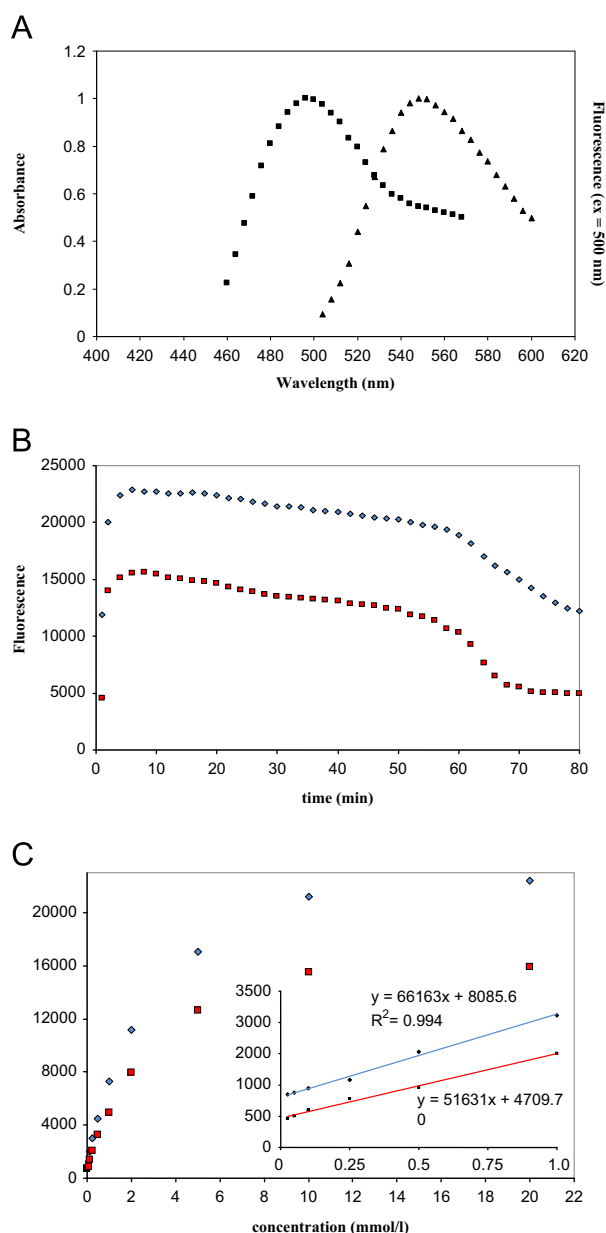 A
1.2
1
0.8
0.6
0.4
0.2
0
400 420 440 460 480 500 520 540 560 580 600 620
Absorbance
Fluorescence (ex = 500 nm)
Wavelength (nm)
B
25000
20000
15000
10000
5000
0
0 10 20 30 40 50 60 70 80
Fluorescence
time (min)
C
20000
16000
12000
8000
4000
0
0 2 4 6 8 10 12 14 16 18 20 22
concentration (mmol/l)
3500
3000
2000
1000
500
0
0 0.25 0.5 0.75 1.0
y = 66163x + 8085.6
R2= 0.994
y = 51631x + 4709.7
0